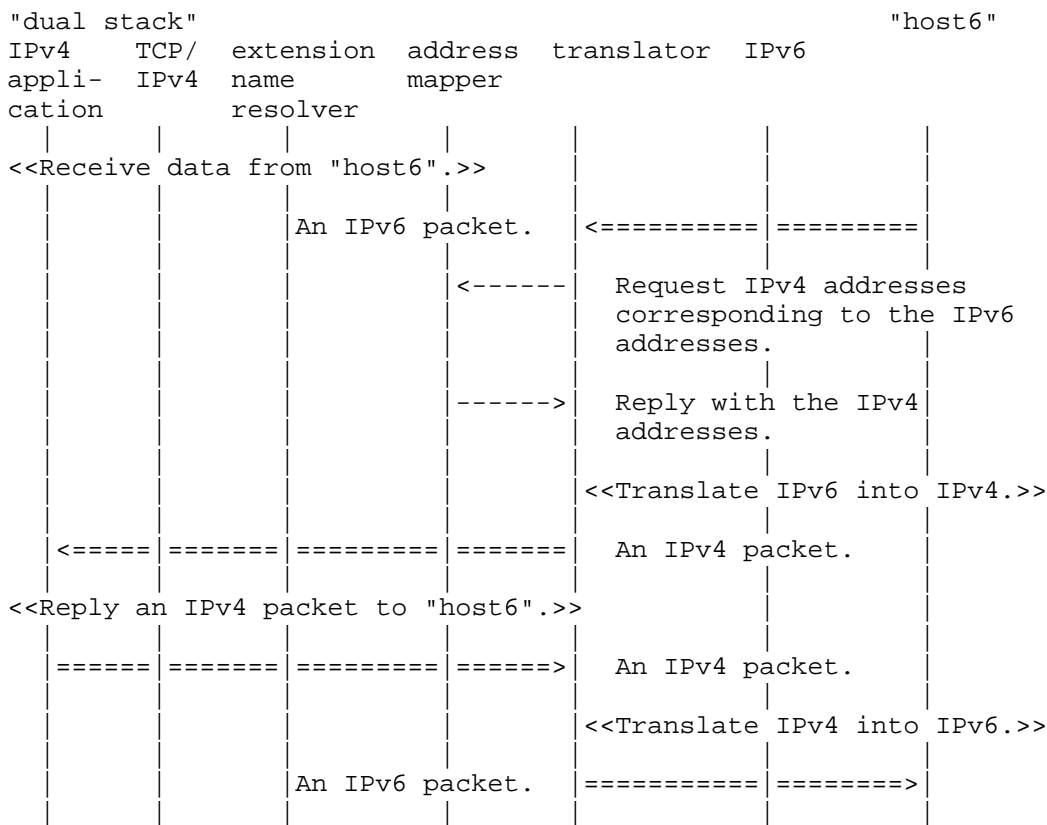 "dual stack" "host6"
IPv4 TCP/ extension address translator IPv6
appli- IPv4 name mapper
cation resolver
<<Receive data from "host6".>>
An IPv6 packet. <==========|=========|
<------| Request IPv4 addresses
corresponding to the IPv6
addresses.
------>| Reply with the IPv4
addresses.
<<Translate IPv6 into IPv4.>>
<=====|=======|=========|=======| An IPv4 packet.
<<Reply an IPv4 packet to "host6".>>
======|=======|=========|======>| An IPv4 packet.
<<Translate IPv4 into IPv6.>>
An IPv6 packet. |===========|========>|